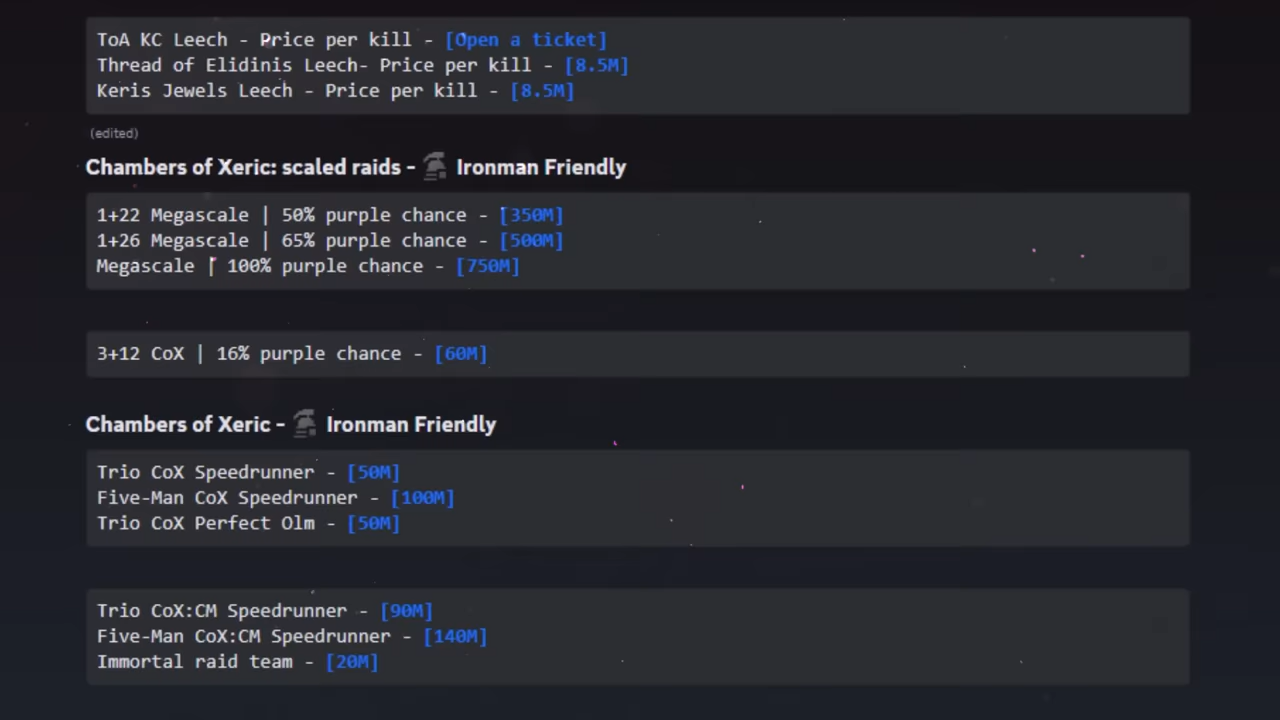 ToA KC Leech - Price per kill - [Open a ticket]
Thread of Elidinis Leech- Price per kill - [8.5M]
Keris Jewels Leech - Price per kill - [8.5M]
(edited)
Chambers of Xeric: scaled raids - Ironman Friendly
1+22 Megascale | 50% purple chance - [350M]
1+26 Megascale | 65% purple chance - [500M]
Megascale | 100% purple chance - [750M]
3+12 CoX | 16% purple chance - [60M]
Chambers of Xeric - Ironman Friendly
Trio CoX Speedrunner - [50M]
Five-Man CoX Speedrunner - [100M]
Trio CoX Perfect Olm - [50M]
Trio CoX:CM Speedrunner - [90M]
Five-Man CoX:CM Speedrunner - [140M]
Immortal raid team - [20M]